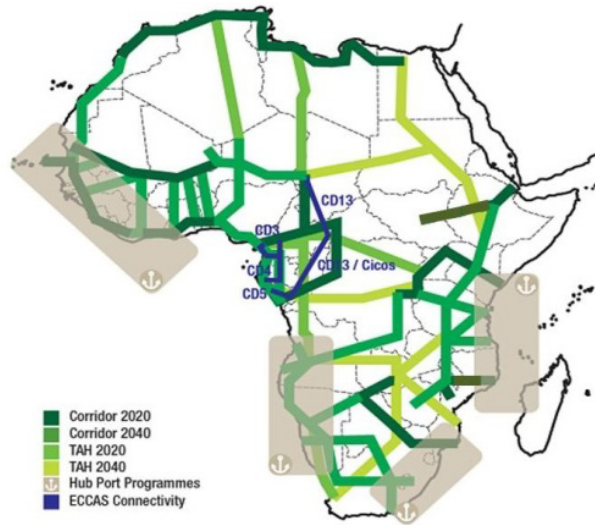 CD13
CD3
CD13 / Cicos
CD4
CD5
Corridor 2020
Corridor 2040
TAH 2020
TAH 2040
Hub Port Programmes
ECCAS Connectivity